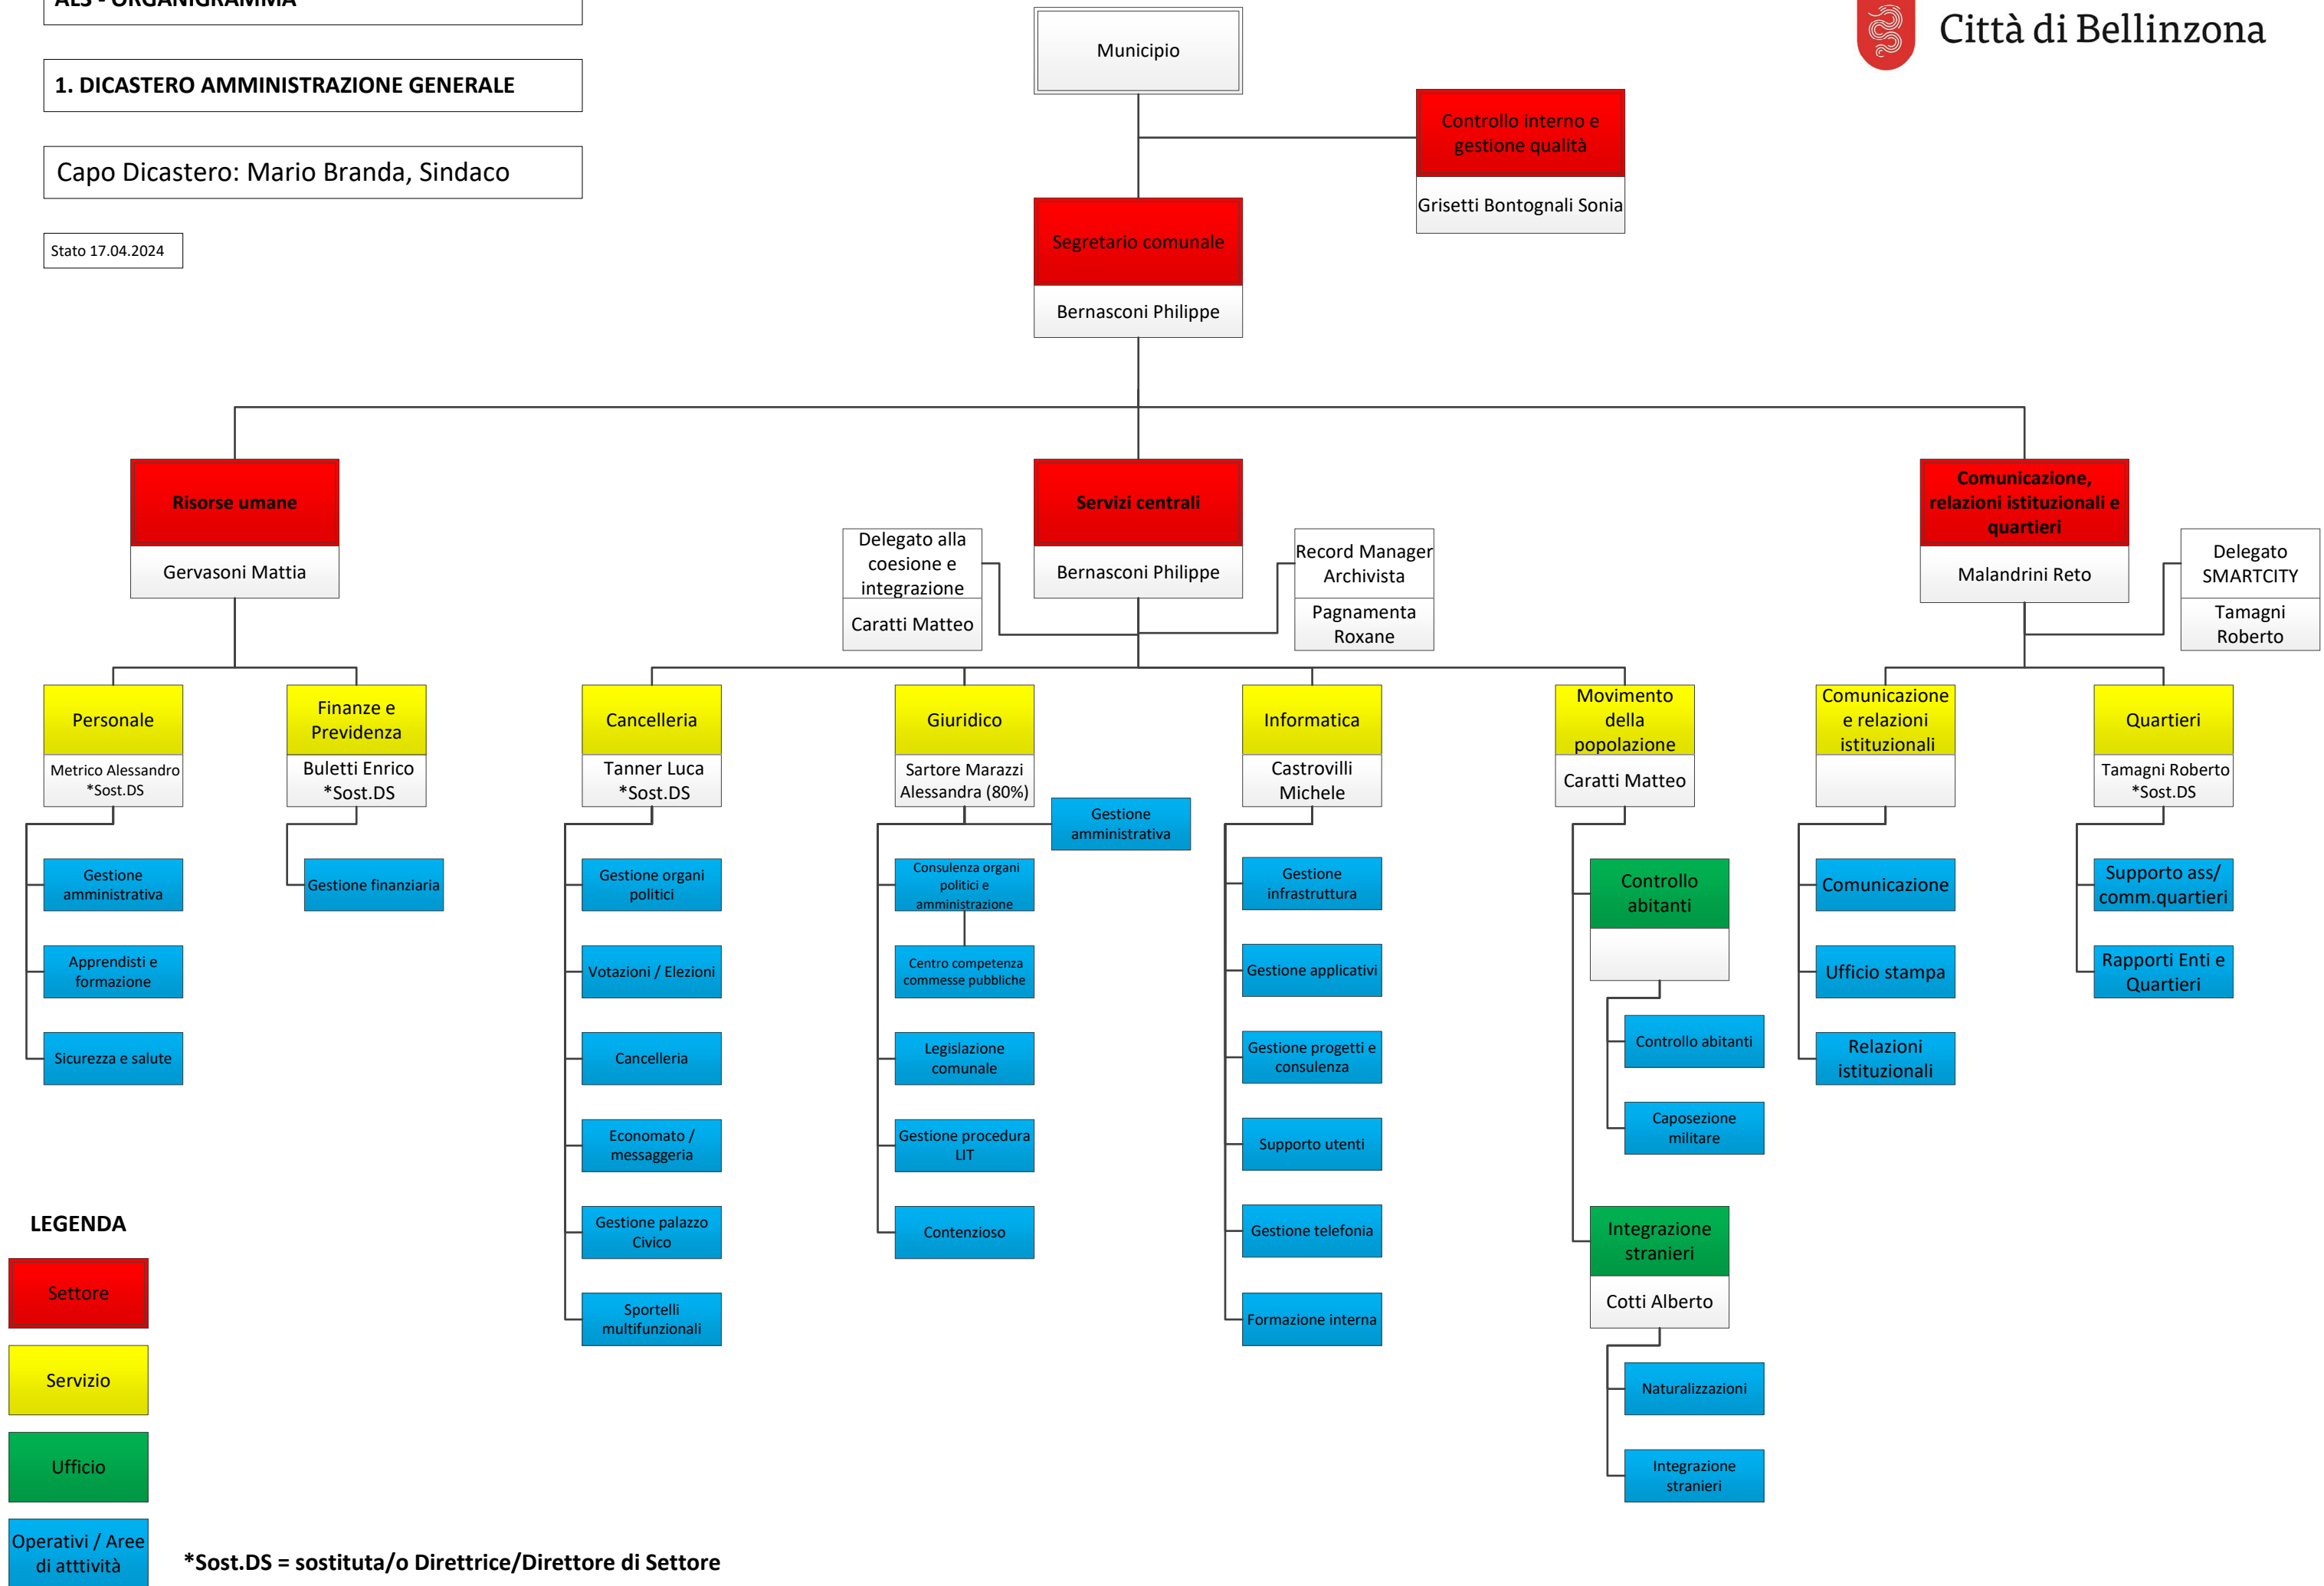 ALS - ORGANIGRAMMA
Città di Bellinzona
Municipio
1. DICASTERO AMMINISTRAZIONE GENERALE
Controllo interno e
gestione qualità
Grisetti Bontognali Sonia
Capo Dicastero: Mario Branda, Sindaco
Segretario comunale
Bernasconi Philippe
Stato 17.04.2024
Risorse umane
Gervasoni Mattia
Servizi centrali
Bernasconi Philippe
Comunicazione,
relazioni istituzionali e
quartieri
Malandrini Reto
Delegato alla
coesione e
integrazione
Caratti Matteo
Record Manager
Archivista
Pagnamenta
Roxane
Delegato
SMARTCITY
Tamagni
Roberto
Personale
Metrico Alessandro
*Sost.DS
Gestione
amministrativa
Apprendisti e
formazione
Sicurezza e salute
Finanze e
Previdenza
Buletti Enrico
*Sost.DS
Gestione finanziaria
Cancelleria
Tanner Luca
*Sost.DS
Gestione organi
politici
Votazioni / Elezioni
Cancelleria
Economato /
messaggeria
Gestione palazzo
Civico
Sportelli
multifunzionali
Giuridico
Sartore Marazzi
Alessandra (80%)
Gestione
amministrativa
Consulenza organi
politici e
amministrazione
Centro competenza
commesse pubbliche
Legislazione
comunale
Gestione procedura
LIT
Contenzioso
Informatica
Castrovilli
Michele
Gestione
infrastruttura
Gestione applicativi
Gestione progetti e
consulenza
Supporto utenti
Gestione telefonia
Formazione interna
Movimento
della
popolazione
Caratti Matteo
Controllo
abitanti
Controllo abitanti
Caposezione
militare
Integrazione
stranieri
Cotti Alberto
Naturalizzazioni
Integrazione
stranieri
Comunicazione
e relazioni
istituzionali
Comunicazione
Ufficio stampa
Relazioni
istituzionali
Quartieri
Tamagni Roberto
*Sost.DS
Supporto ass/
comm.quartieri
Rapporti Enti e
Quartieri
LEGENDA
Settore
Servizio
Ufficio
Operativi / Aree
di atttività
*Sost.DS = sostituta/o Direttrice/Direttore di Settore